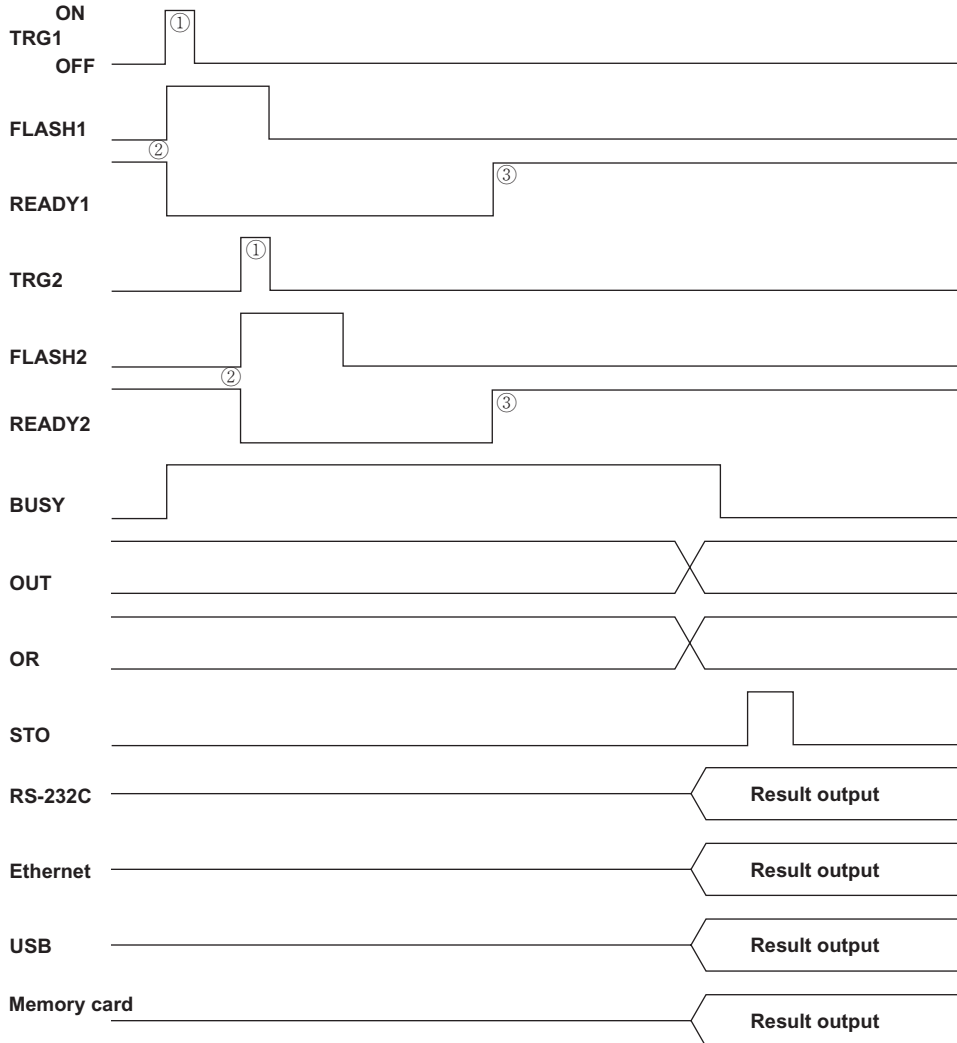 ON
TRG1 ①
OFF
FLASH1
②
③
READY1
①
TRG2
FLASH2
②
③
READY2
BUSY
OUT
OR
STO
RS-232C Result output
Ethernet Result output
USB Result output
Memory card Result output